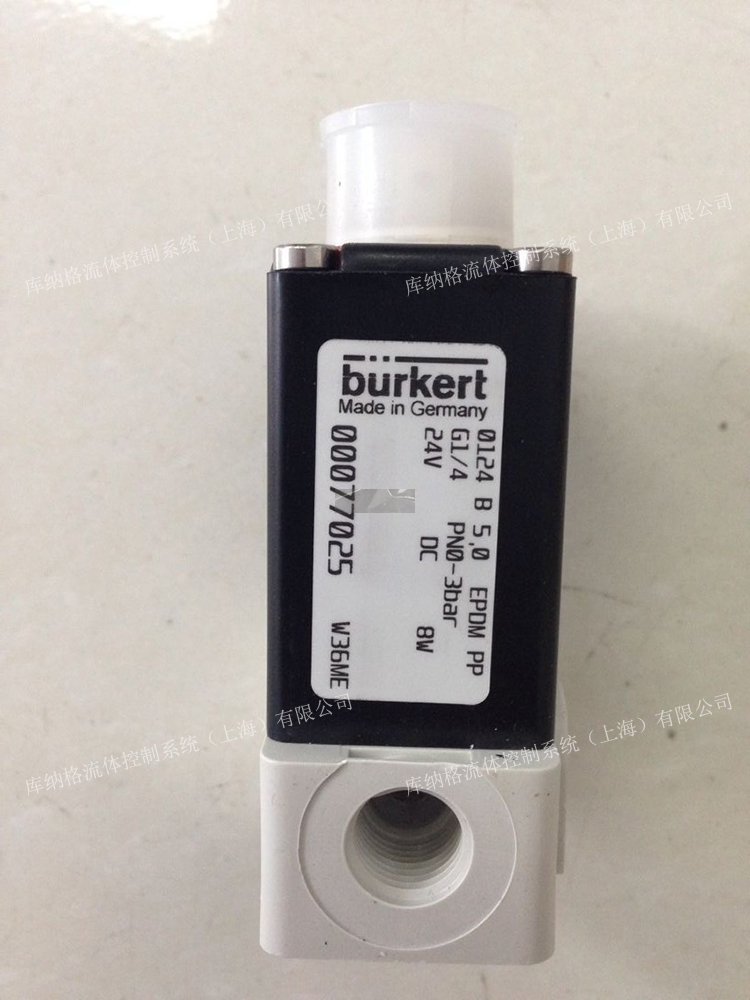 库纳格流体控制系统（上海）有限公司
库纳格流体控制系统（上海）有限公司
bürkert
Made in Germany
0124 B 5,0 EPDM PP
G1/4 PN0-3bar
24V DC 8W
00077025 W36ME
库纳格流体控制系统（上海）有限公司
库纳格流体控制系统（上海）有限公司